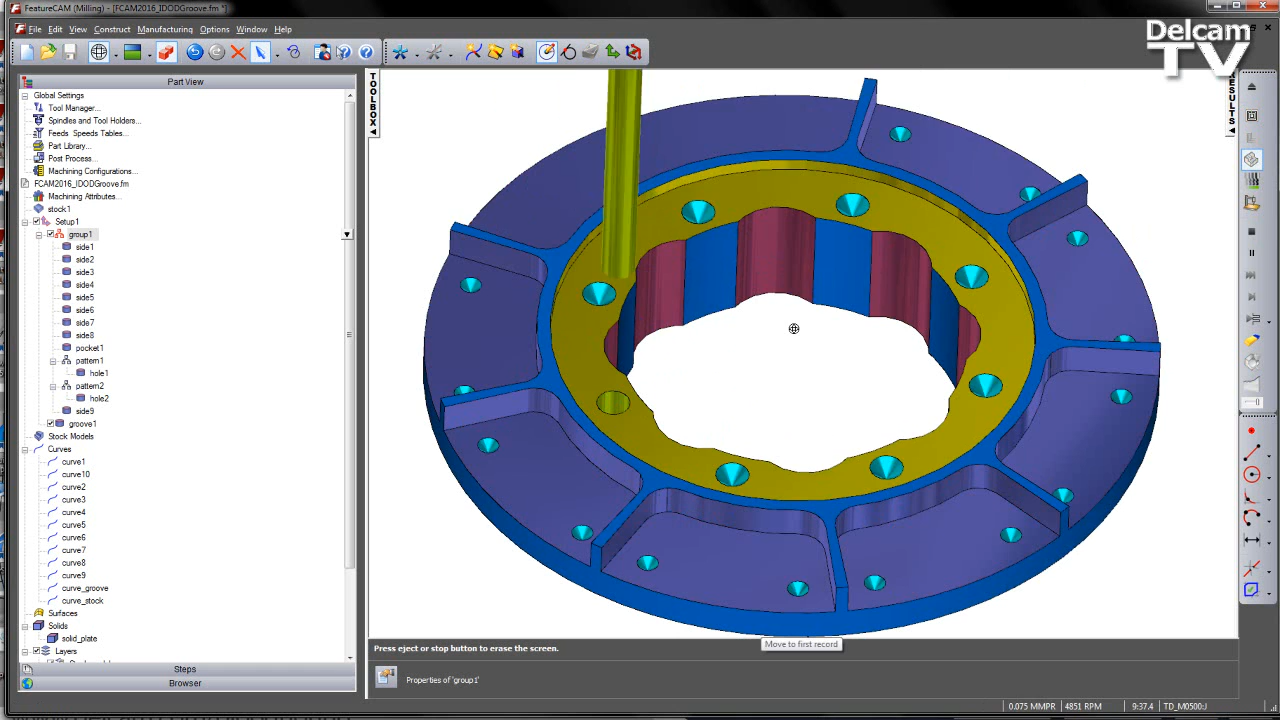 FeatureCAM (Milling) - [FCAM2016_IDODGroove.fm *]
File Edit View Construct Manufacturing Options Window Help
Delcam
TV
Part View
TOOLBOX
RESULTS
Global Settings
Tool Manager...
Spindles and Tool Holders...
Feeds Speeds Tables...
Part Library...
Post Process...
Machining Configurations...
FCAM2016_IDODGroove.fm
Machining Attributes...
stock1
Setup1
group1
side1
side2
side3
side4
side5
side6
side7
side8
pocket1
pattern1
hole1
pattern2
hole2
side9
groove1
Stock Models
Curves
curve1
curve10
curve2
curve3
curve4
curve5
curve6
curve7
curve8
curve9
curve_groove
curve_stock
Surfaces
Solids
solid_plate
Layers
Steps
Browser
Move to first record
Press eject or stop button to erase the screen.
Properties of 'group1'
0.075 MMPR 4851 RPM 9:37.4 TD_M0500:J